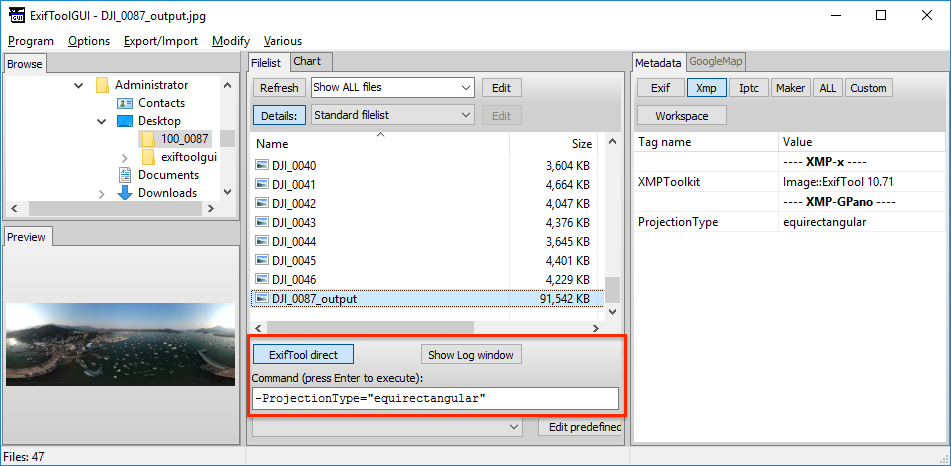 ExifToolGUI - DJI_0087_output.jpg
Program Options Export/Import Modify Various
Browse
Administrator
Contacts
Desktop
100_0087
exiftoolgui
Documents
Downloads
Preview
Filelist Chart
Refresh Show ALL files Edit
Details: Standard filelist Edit
Name Size
DJI_0040 3,604 KB
DJI_0041 4,664 KB
DJI_0042 4,047 KB
DJI_0043 4,376 KB
DJI_0044 3,645 KB
DJI_0045 4,401 KB
DJI_0046 4,229 KB
DJI_0087_output 91,542 KB
ExifTool direct Show Log window
Command (press Enter to execute):
-ProjectionType="equirectangular"
Edit predefined
Metadata GoogleMap
Exif Xmp Iptc Maker ALL Custom
Workspace
Tag name Value
---- XMP-x ----
XMPToolkit Image::ExifTool 10.71
---- XMP-GPano ----
ProjectionType equirectangular
Files: 47